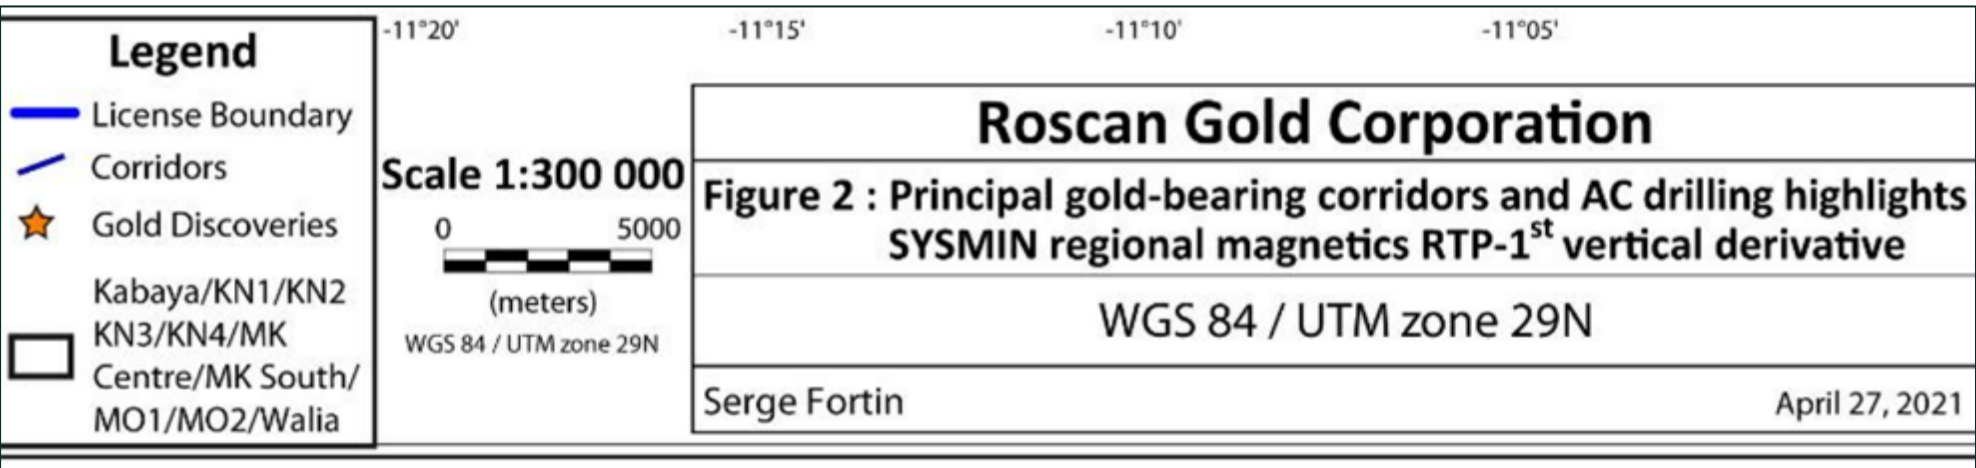 -11°20' -11°15' -11°10' -11°05'
Legend
License Boundary
Corridors
Gold Discoveries
Kabaya/KN1/KN2
KN3/KN4/MK
Centre/MK South/
MO1/MO2/Walia
Scale 1:300 000
0 5000
(meters)
WGS 84 / UTM zone 29N
Roscan Gold Corporation
Figure 2 : Principal gold-bearing corridors and AC drilling highlights
SYSMIN regional magnetics RTP-1st vertical derivative
WGS 84 / UTM zone 29N
Serge Fortin April 27, 2021